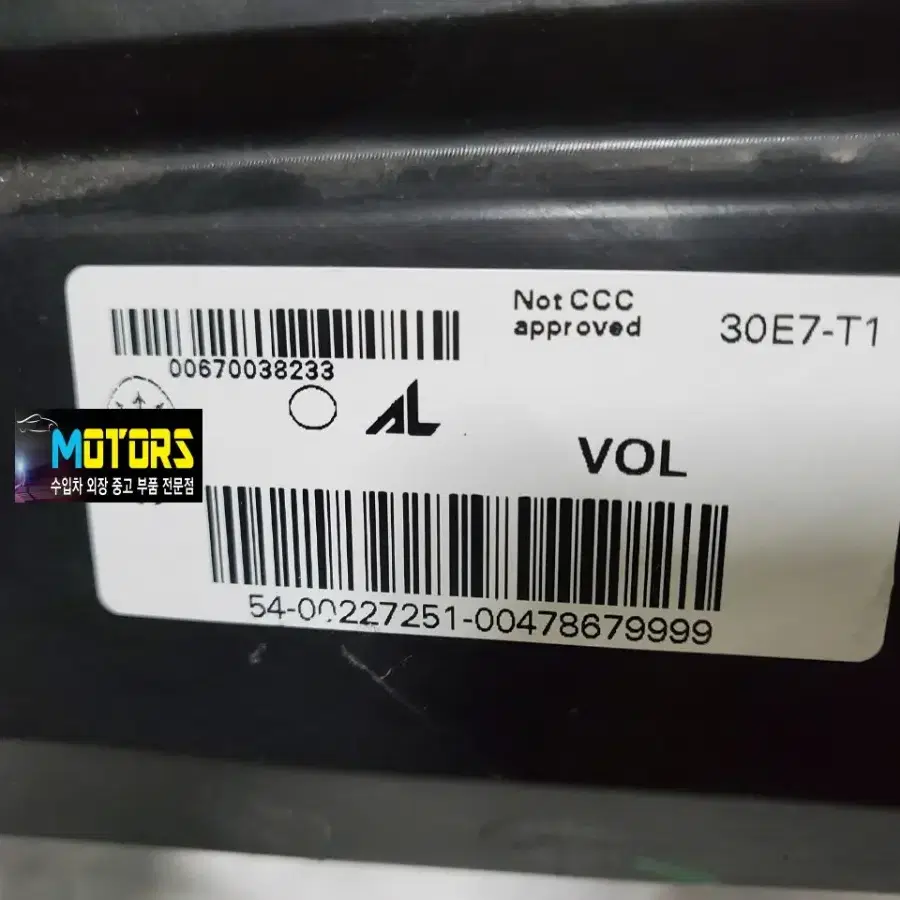 Not CCC
approved
30E7-T1
00670038233
AL
VOL
MOTORS
수입차 외장 중고 부품 전문점
54-00227251-00478679999